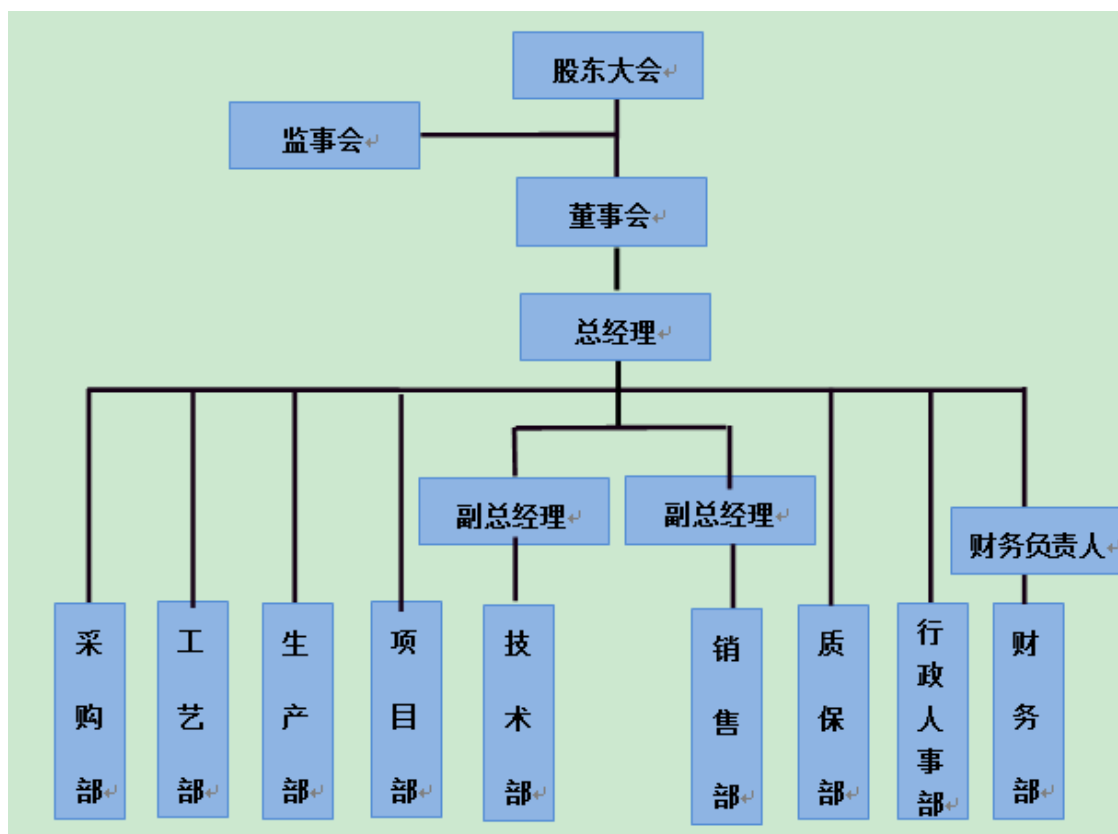 股东大会
监事会
董事会
总经理
副总经理
副总经理
财务负责人
采购部
工艺部
生产部
项目部
技术部
销售部
质保部
行政人事部
财务部